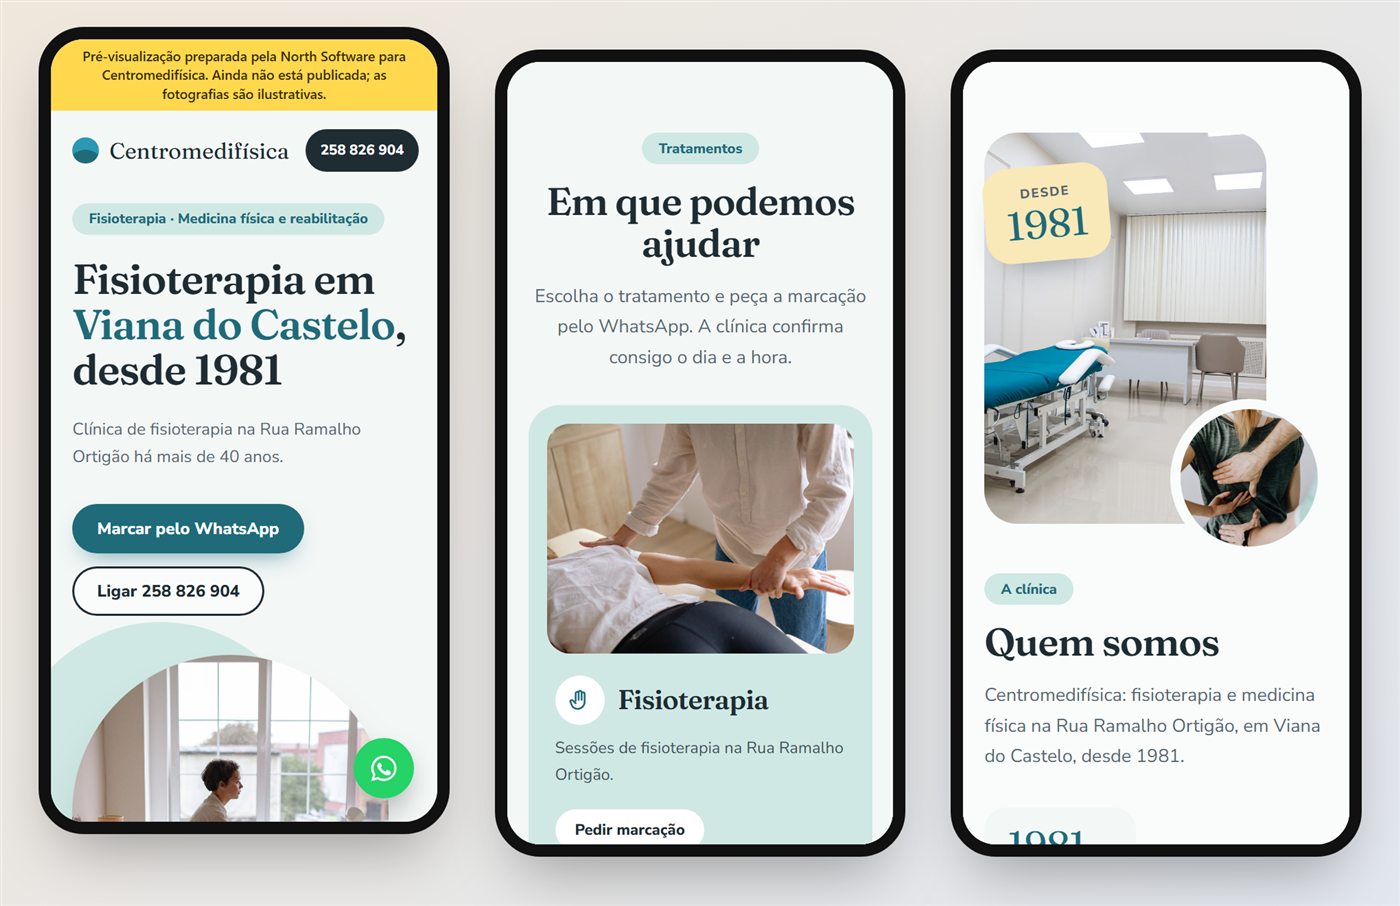 Pré-visualização preparada pela North Software para
Centromedifísica. Ainda não está publicada; as
fotografias são ilustrativas.
Centromedifísica
258 826 904
Fisioterapia · Medicina física e reabilitação
Fisioterapia em
Viana do Castelo,
desde 1981
Clínica de fisioterapia na Rua Ramalho
Ortigão há mais de 40 anos.
Marcar pelo WhatsApp
Ligar 258 826 904
Tratamentos
Em que podemos
ajudar
Escolha o tratamento e peça a marcação
pelo WhatsApp. A clínica confirma
consigo o dia e a hora.
Fisioterapia
Sessões de fisioterapia na Rua Ramalho
Ortigão.
Pedir marcação
DESDE
1981
A clínica
Quem somos
Centromedifísica: fisioterapia e medicina
física na Rua Ramalho Ortigão, em Viana
do Castelo, desde 1981.
1981